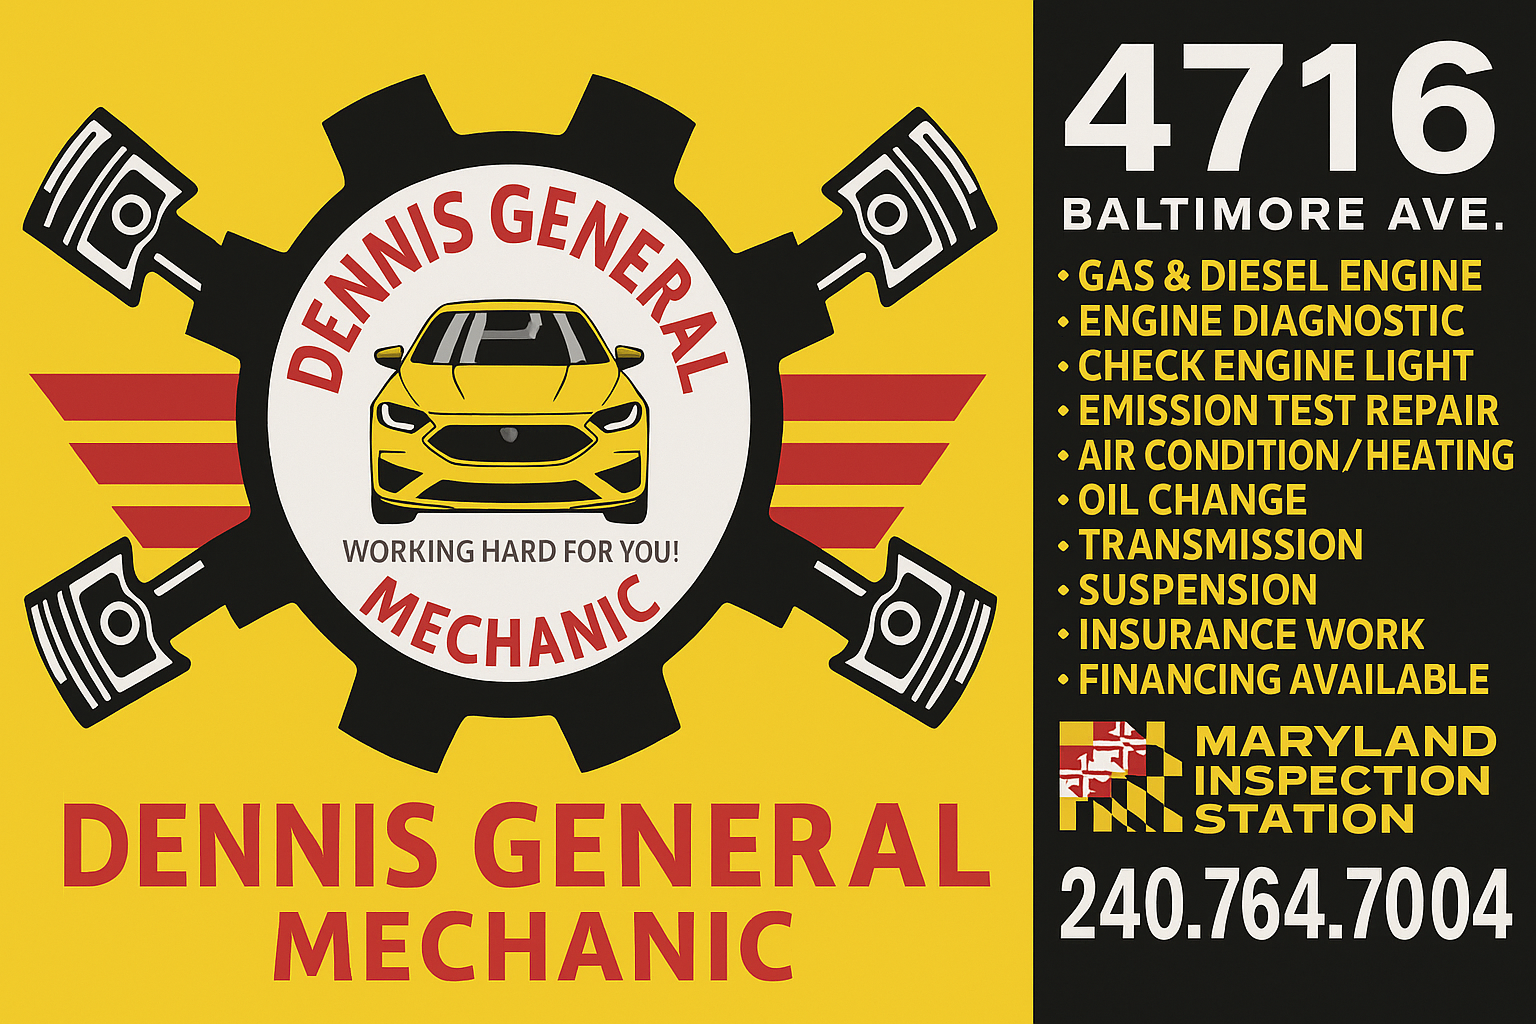 DENNIS GENERAL
WORKING HARD FOR YOU!
MECHANIC
DENNIS GENERAL
MECHANIC
4716
BALTIMORE AVE.
• GAS & DIESEL ENGINE
• ENGINE DIAGNOSTIC
• CHECK ENGINE LIGHT
• EMISSION TEST REPAIR
• AIR CONDITION/HEATING
• OIL CHANGE
• TRANSMISSION
• SUSPENSION
• INSURANCE WORK
• FINANCING AVAILABLE
MARYLAND
INSPECTION
STATION
240.764.7004